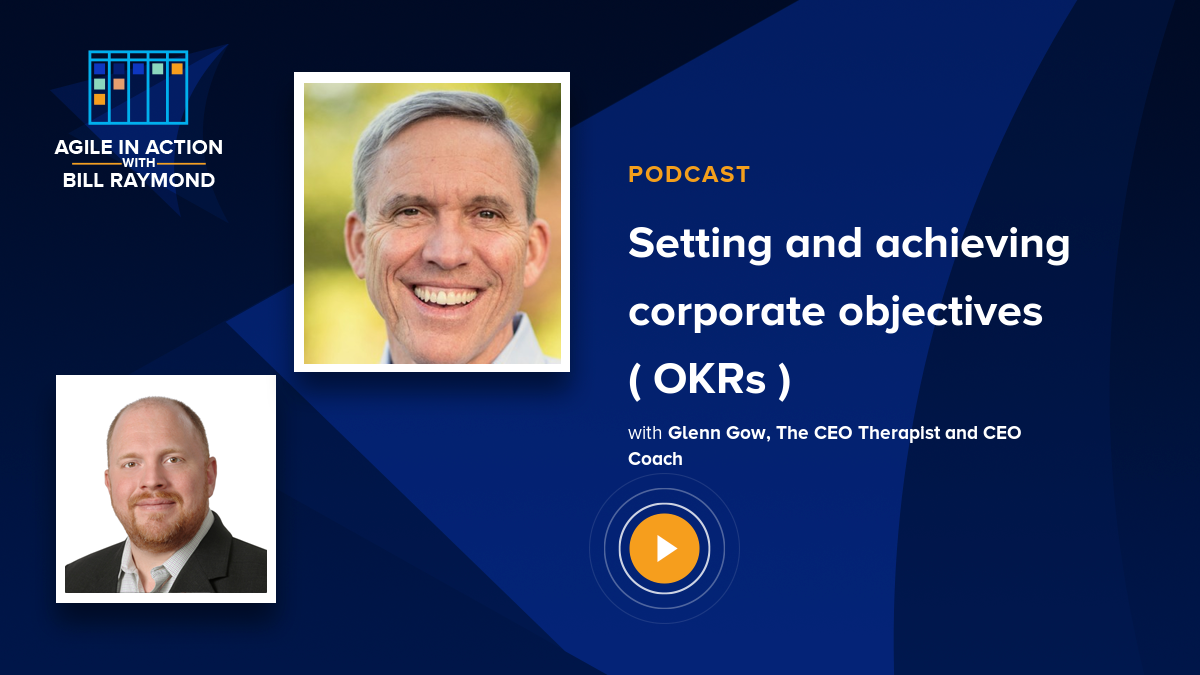 AGILE IN ACTION
WITH
BILL RAYMOND
PODCAST
Setting and achieving
corporate objectives
( OKRs )
with Glenn Gow, The CEO Therapist and CEO
Coach